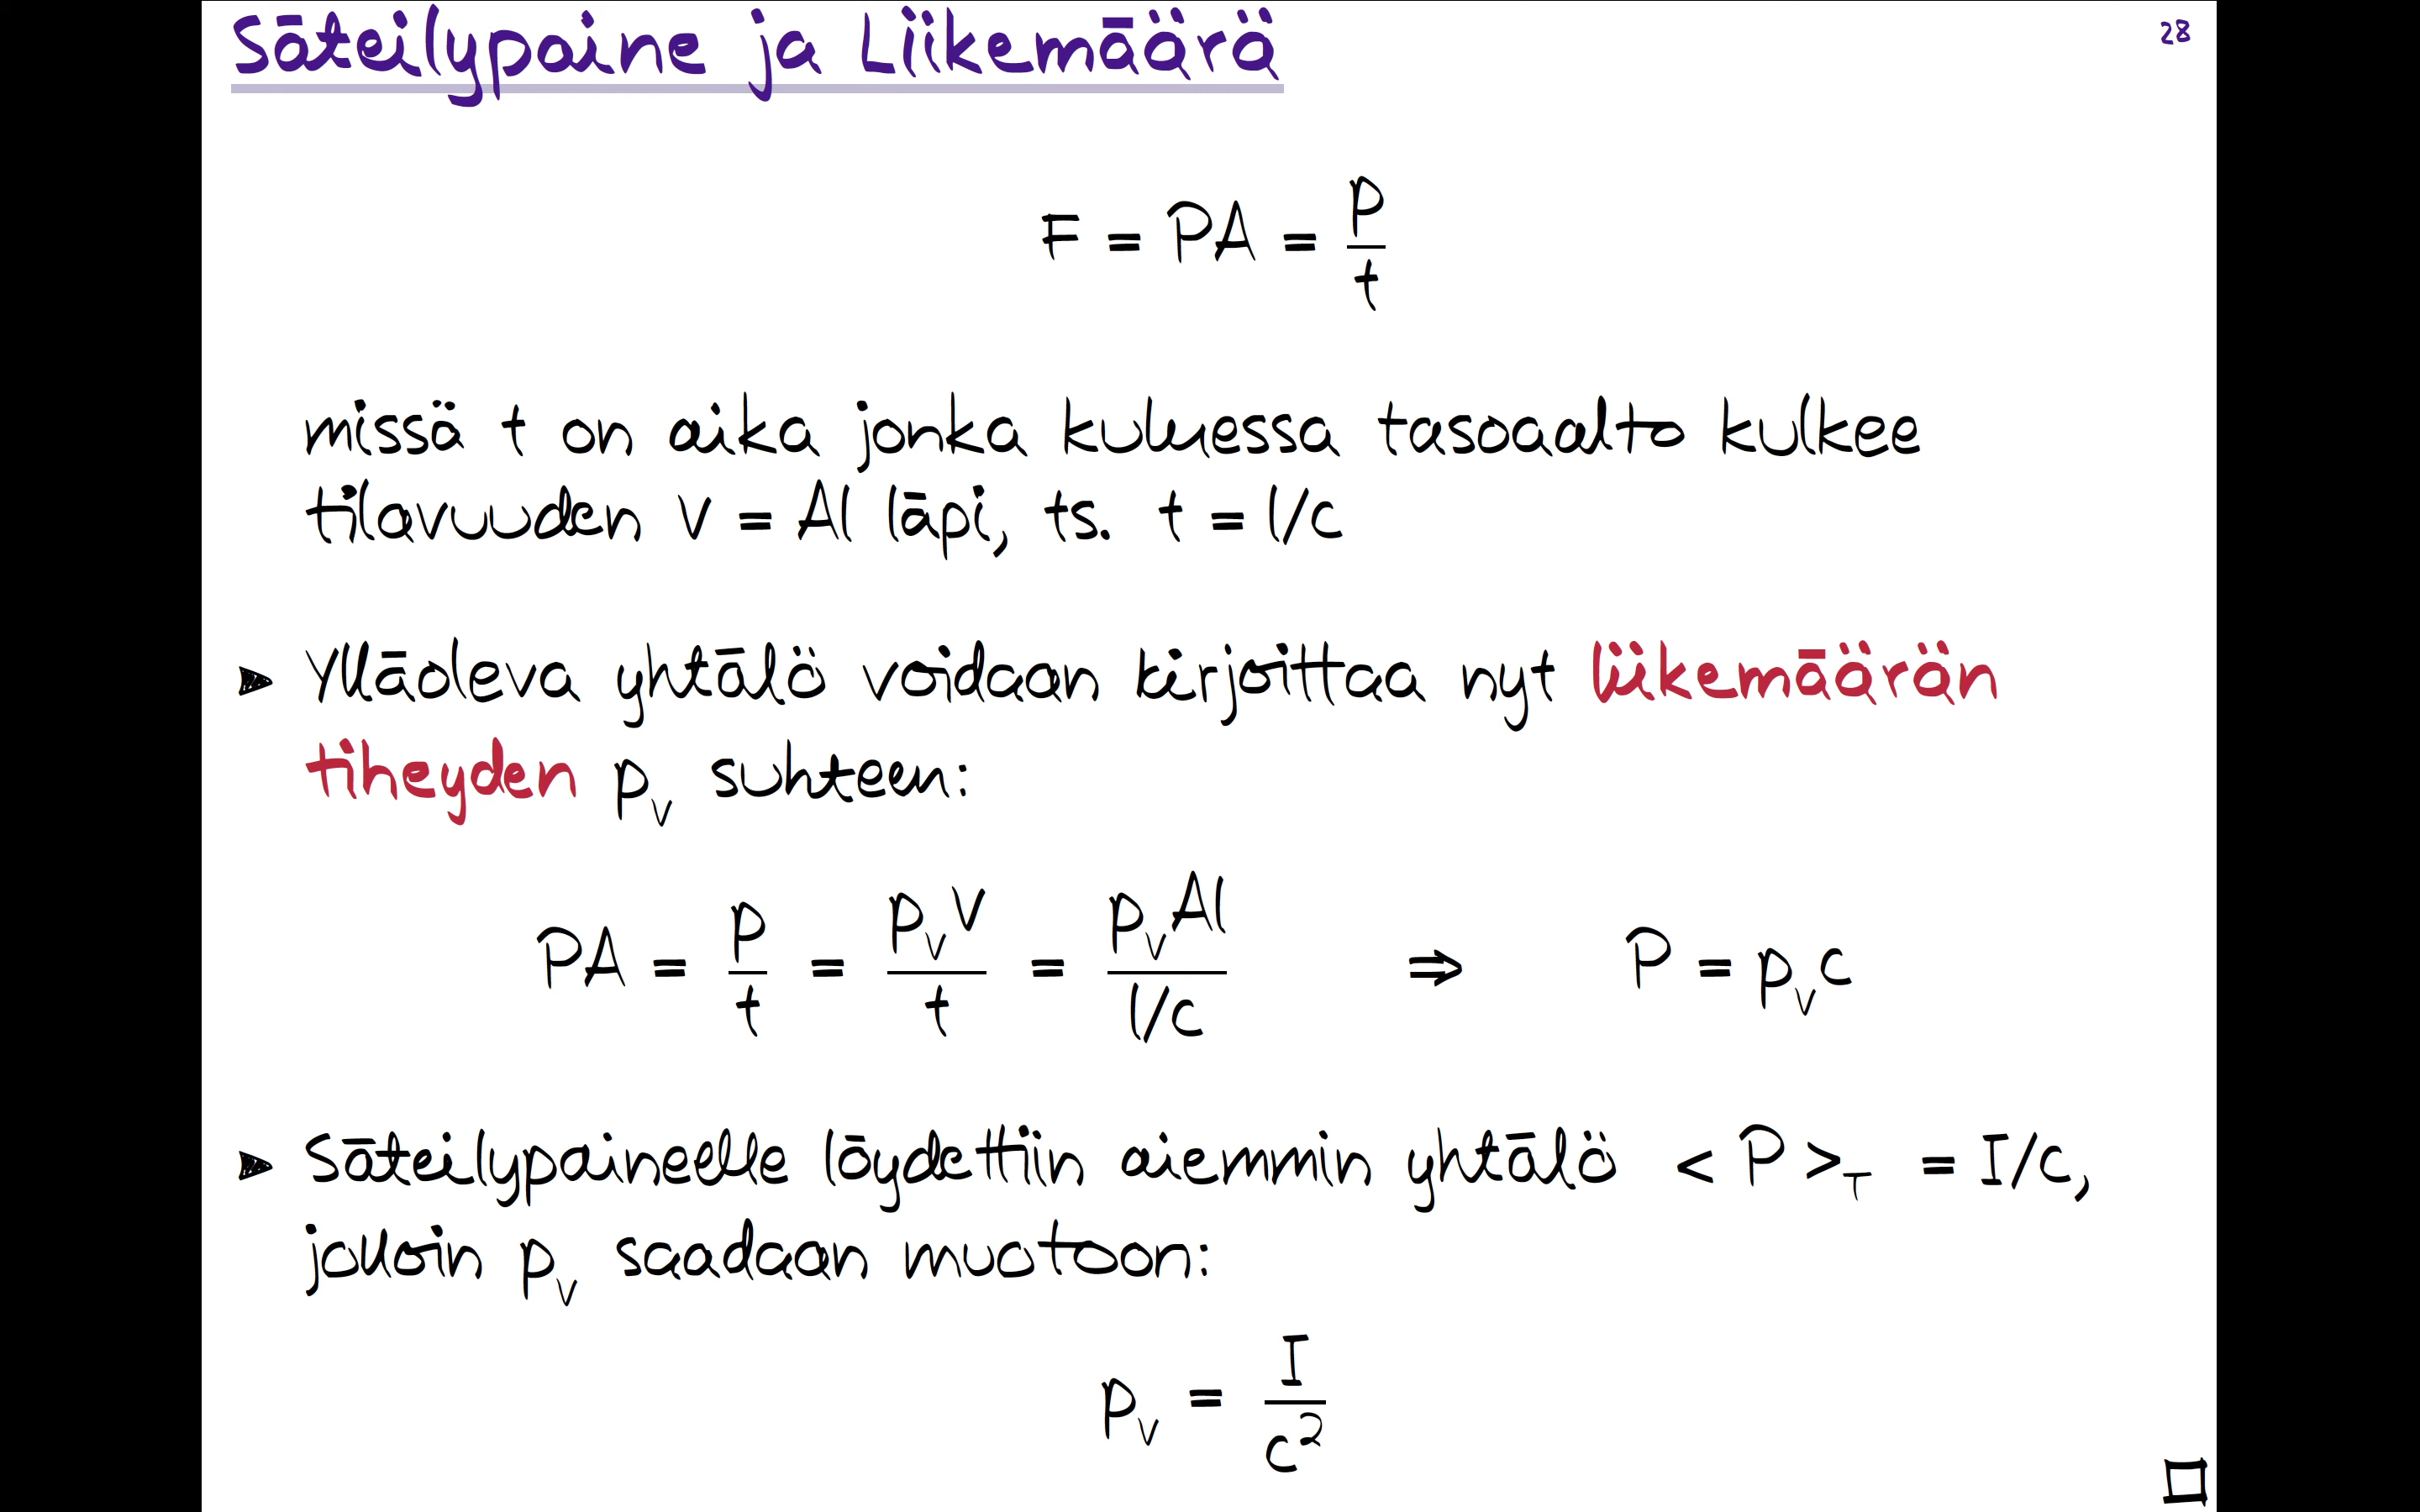 Säteilypaine ja Liikemäärä
28
F = PA = p/t
missä t on aika jonka kuluessa tasoaalto kulkee
tilavuuden V = Al läpi, ts. t = l/c
► Ylläoleva yhtälö voidaan kirjoittaa nyt liikemäärän
tiheyden p_V suhteen:
PA = p/t = p_V V/t = p_V Al/(l/c) ⇒ P = p_V c
► Säteilypaineelle löydettiin aiemmin yhtälö <P>_T = I/c,
jolloin p_V saadaan muotoon:
p_V = I/c²
□